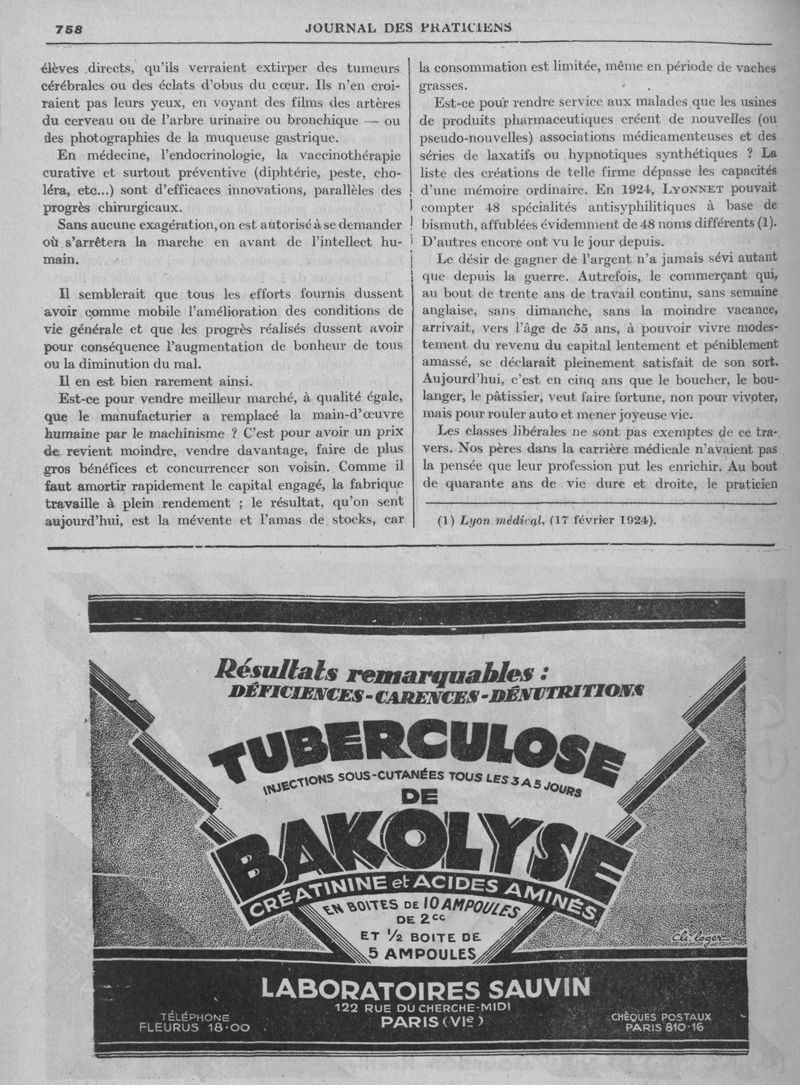 758
JOURNAL DES PRATICIENS
élèves directs, qu'ils verraient extirper des tumeurs
cérébrales ou des éclats d'obus du cœur. Ils n'en croi-
raient pas leurs yeux, en voyant des films des artères
du cerveau ou de l'arbre urinaire ou bronchique — ou
des photographies de la muqueuse gastrique.
En médecine, l'endocrinologie, la vaccinothérapie
curative et surtout préventive (diphtérie, peste, cho-
léra, etc...) sont d'efficaces innovations, parallèles des
progrès chirurgicaux.
Sans aucune exagération, on est autorisé à se demander
où s'arrêtera la marche en avant de l'intellect hu-
main.
Il semblerait que tous les efforts fournis dussent
avoir comme mobile l'amélioration des conditions de
vie générale et que les progrès réalisés dussent avoir
pour conséquence l'augmentation de bonheur de tous
ou la diminution du mal.
Il en est bien rarement ainsi.
Est-ce pour vendre meilleur marché, à qualité égale,
que le manufacturier a remplacé la main-d'œuvre
humaine par le machinisme ? C'est pour avoir un prix
de revient moindre, vendre davantage, faire de plus
gros bénéfices et concurrencer son voisin. Comme il
faut amortir rapidement le capital engagé, la fabrique
travaille à plein rendement ; le résultat, qu'on sent
aujourd'hui, est la mévente et l'amas de stocks, car
la consommation est limitée, même en période de vaches
grasses.
Est-ce pour rendre service aux malades que les usines
de produits pharmaceutiques créent de nouvelles (ou
pseudo-nouvelles) associations médicamenteuses et des
séries de laxatifs ou hypnotiques synthétiques ? La
liste des créations de telle firme dépasse les capacités
d'une mémoire ordinaire. En 1924, LYONNET pouvait
compter 48 spécialités antisyphilitiques à base de
bismuth, affublées évidemment de 48 noms différents (1).
D'autres encore ont vu le jour depuis.
Le désir de gagner de l'argent n'a jamais sévi autant
que depuis la guerre. Autrefois, le commerçant qui,
au bout de trente ans de travail continu, sans semaine
anglaise, sans dimanche, sans la moindre vacance,
arrivait, vers l'âge de 55 ans, à pouvoir vivre modes-
tement du revenu du capital lentement et péniblement
amassé, se déclarait pleinement satisfait de son sort.
Aujourd'hui, c'est en cinq ans que le boucher, le bou-
langer, le pâtissier, veut faire fortune, non pour vivoter,
mais pour rouler auto et mener joyeuse vie.
Les classes libérales ne sont pas exemptes de ce tra-
vers. Nos pères dans la carrière médicale n'avaient pas
la pensée que leur profession put les enrichir. Au bout
de quarante ans de vie dure et droite, le praticien
(1) Lyon médical, (17 février 1924).
Résultats remarquables :
DÉFICIENCES-CARENCES-DÉNUTRITIONS
TUBERCULOSE
INJECTIONS SOUS-CUTANÉES TOUS LES 3 A 5 JOURS
DE
BAKOLYSE
CRÉATININE et ACIDES AMINÉS
EN BOITES DE 10 AMPOULES
DE 2cc
ET 1/2 BOITE DE
5 AMPOULES
Ch. Loger
LABORATOIRES SAUVIN
122 RUE DU CHERCHE-MIDI
PARIS (VIe)
TÉLÉPHONE
FLEURUS 18-00
CHÈQUES POSTAUX
PARIS 810-16